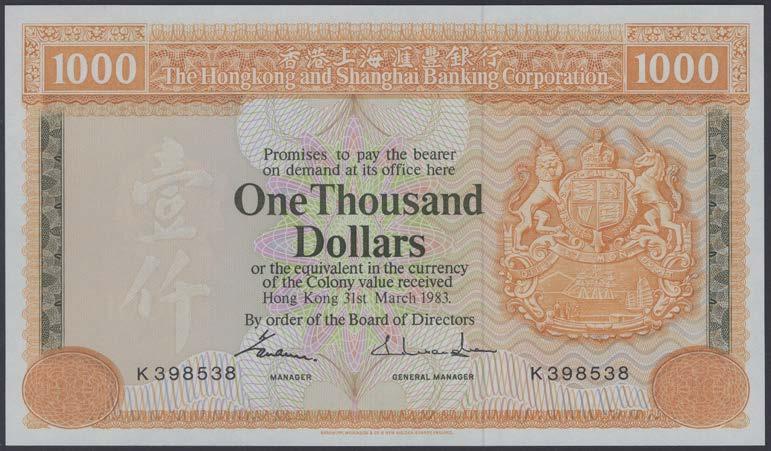 1000
香港上海滙豐銀行
1000
The Hongkong and Shanghai Banking Corporation
Promises to pay the bearer
on demand at its office here
One Thousand
Dollars
or the equivalent in the currency
of the Colony value received
Hong Kong 31st March 1983.
By order of the Board of Directors
壹仟
K398538
MANAGER
GENERAL MANAGER
K398538